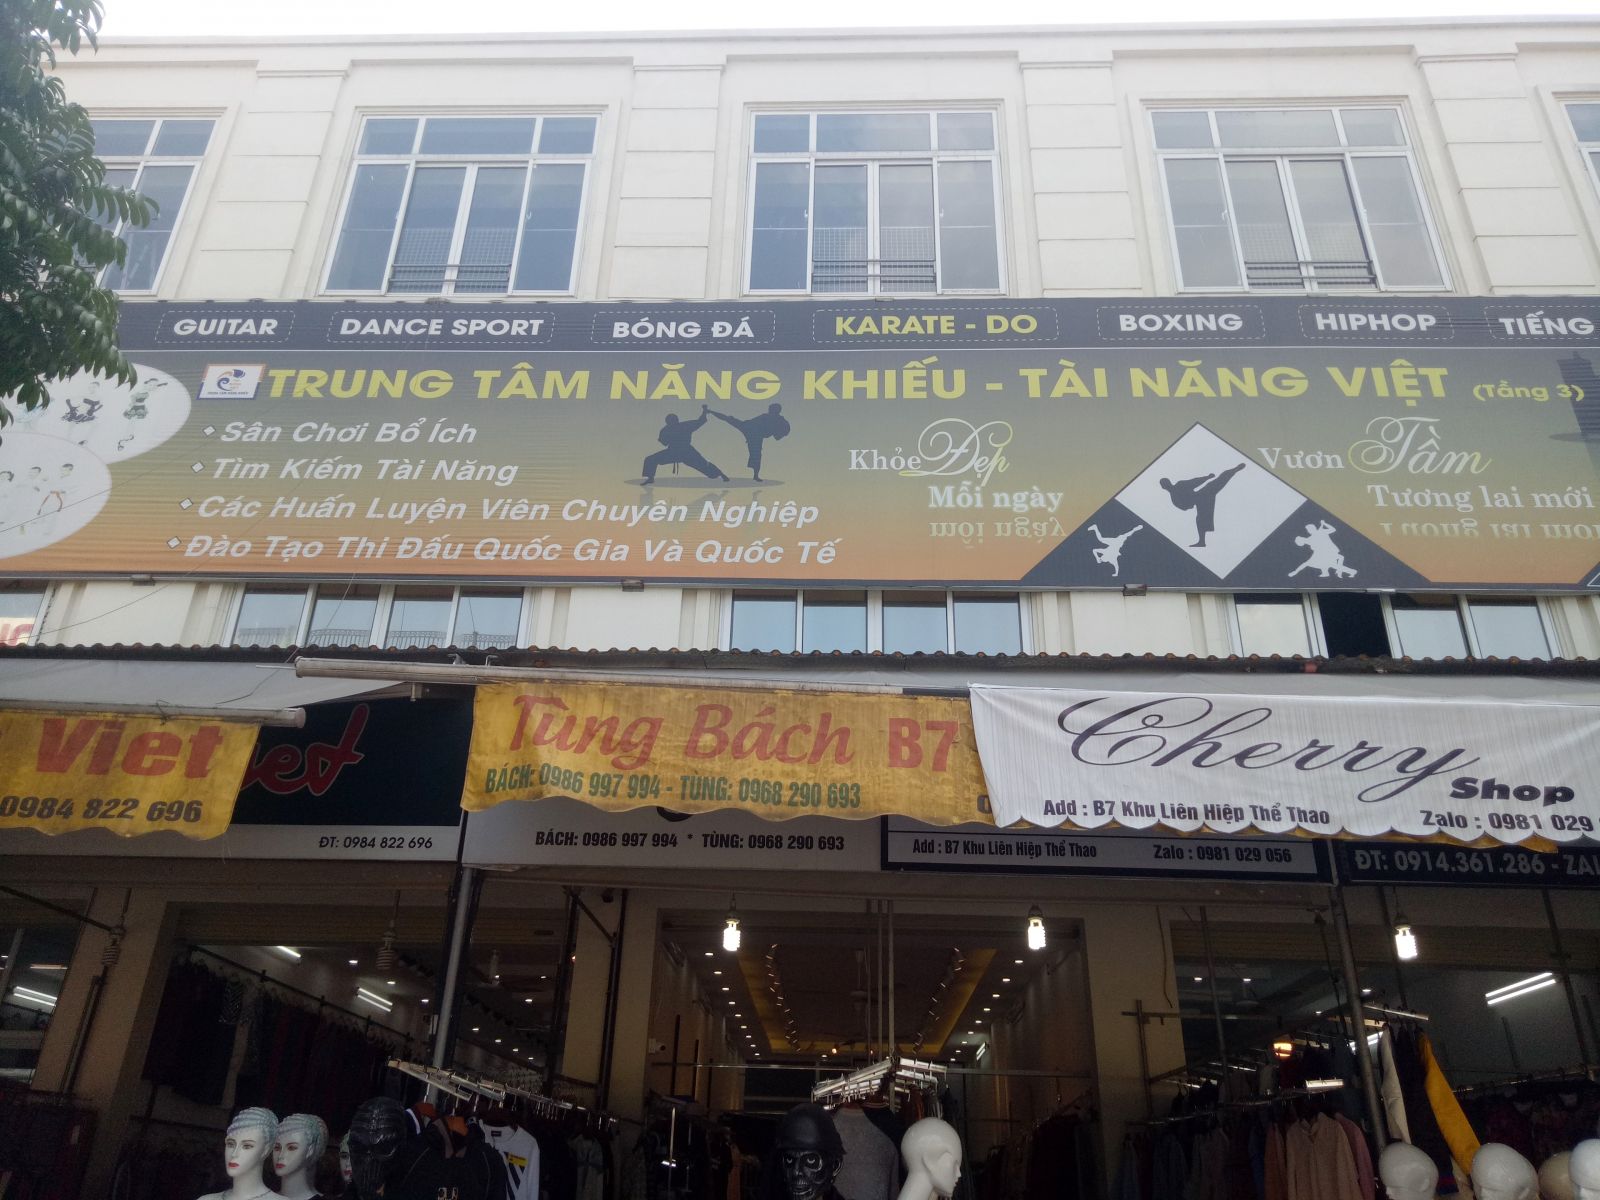 GUITAR DANCE SPORT BÓNG ĐÁ KARATE - DO BOXING HIPHOP TIẾNG
TRUNG TÂM NĂNG KHIẾU - TÀI NĂNG VIỆT (Tầng 3)
Sân Chơi Bổ Ích
Tìm Kiếm Tài Năng
Các Huấn Luyện Viên Chuyên Nghiệp
Đào Tạo Thi Đấu Quốc Gia Và Quốc Tế
Khỏe Đẹp
Mỗi ngày
Vươn Tầm
Tương lai mới
Viet
0984 822 696
ĐT: 0984 822 696
Tùng Bách B7
BÁCH: 0986 997 994 - TÙNG: 0968 290 693
BÁCH: 0986 997 994 * TÙNG: 0968 290 693
Cherry
Shop
Add : B7 Khu Liên Hiệp Thể Thao Zalo : 0981 029
Add : B7 Khu Liên Hiệp Thể Thao Zalo : 0981 029 056
ĐT: 0914.361.286 - ZA